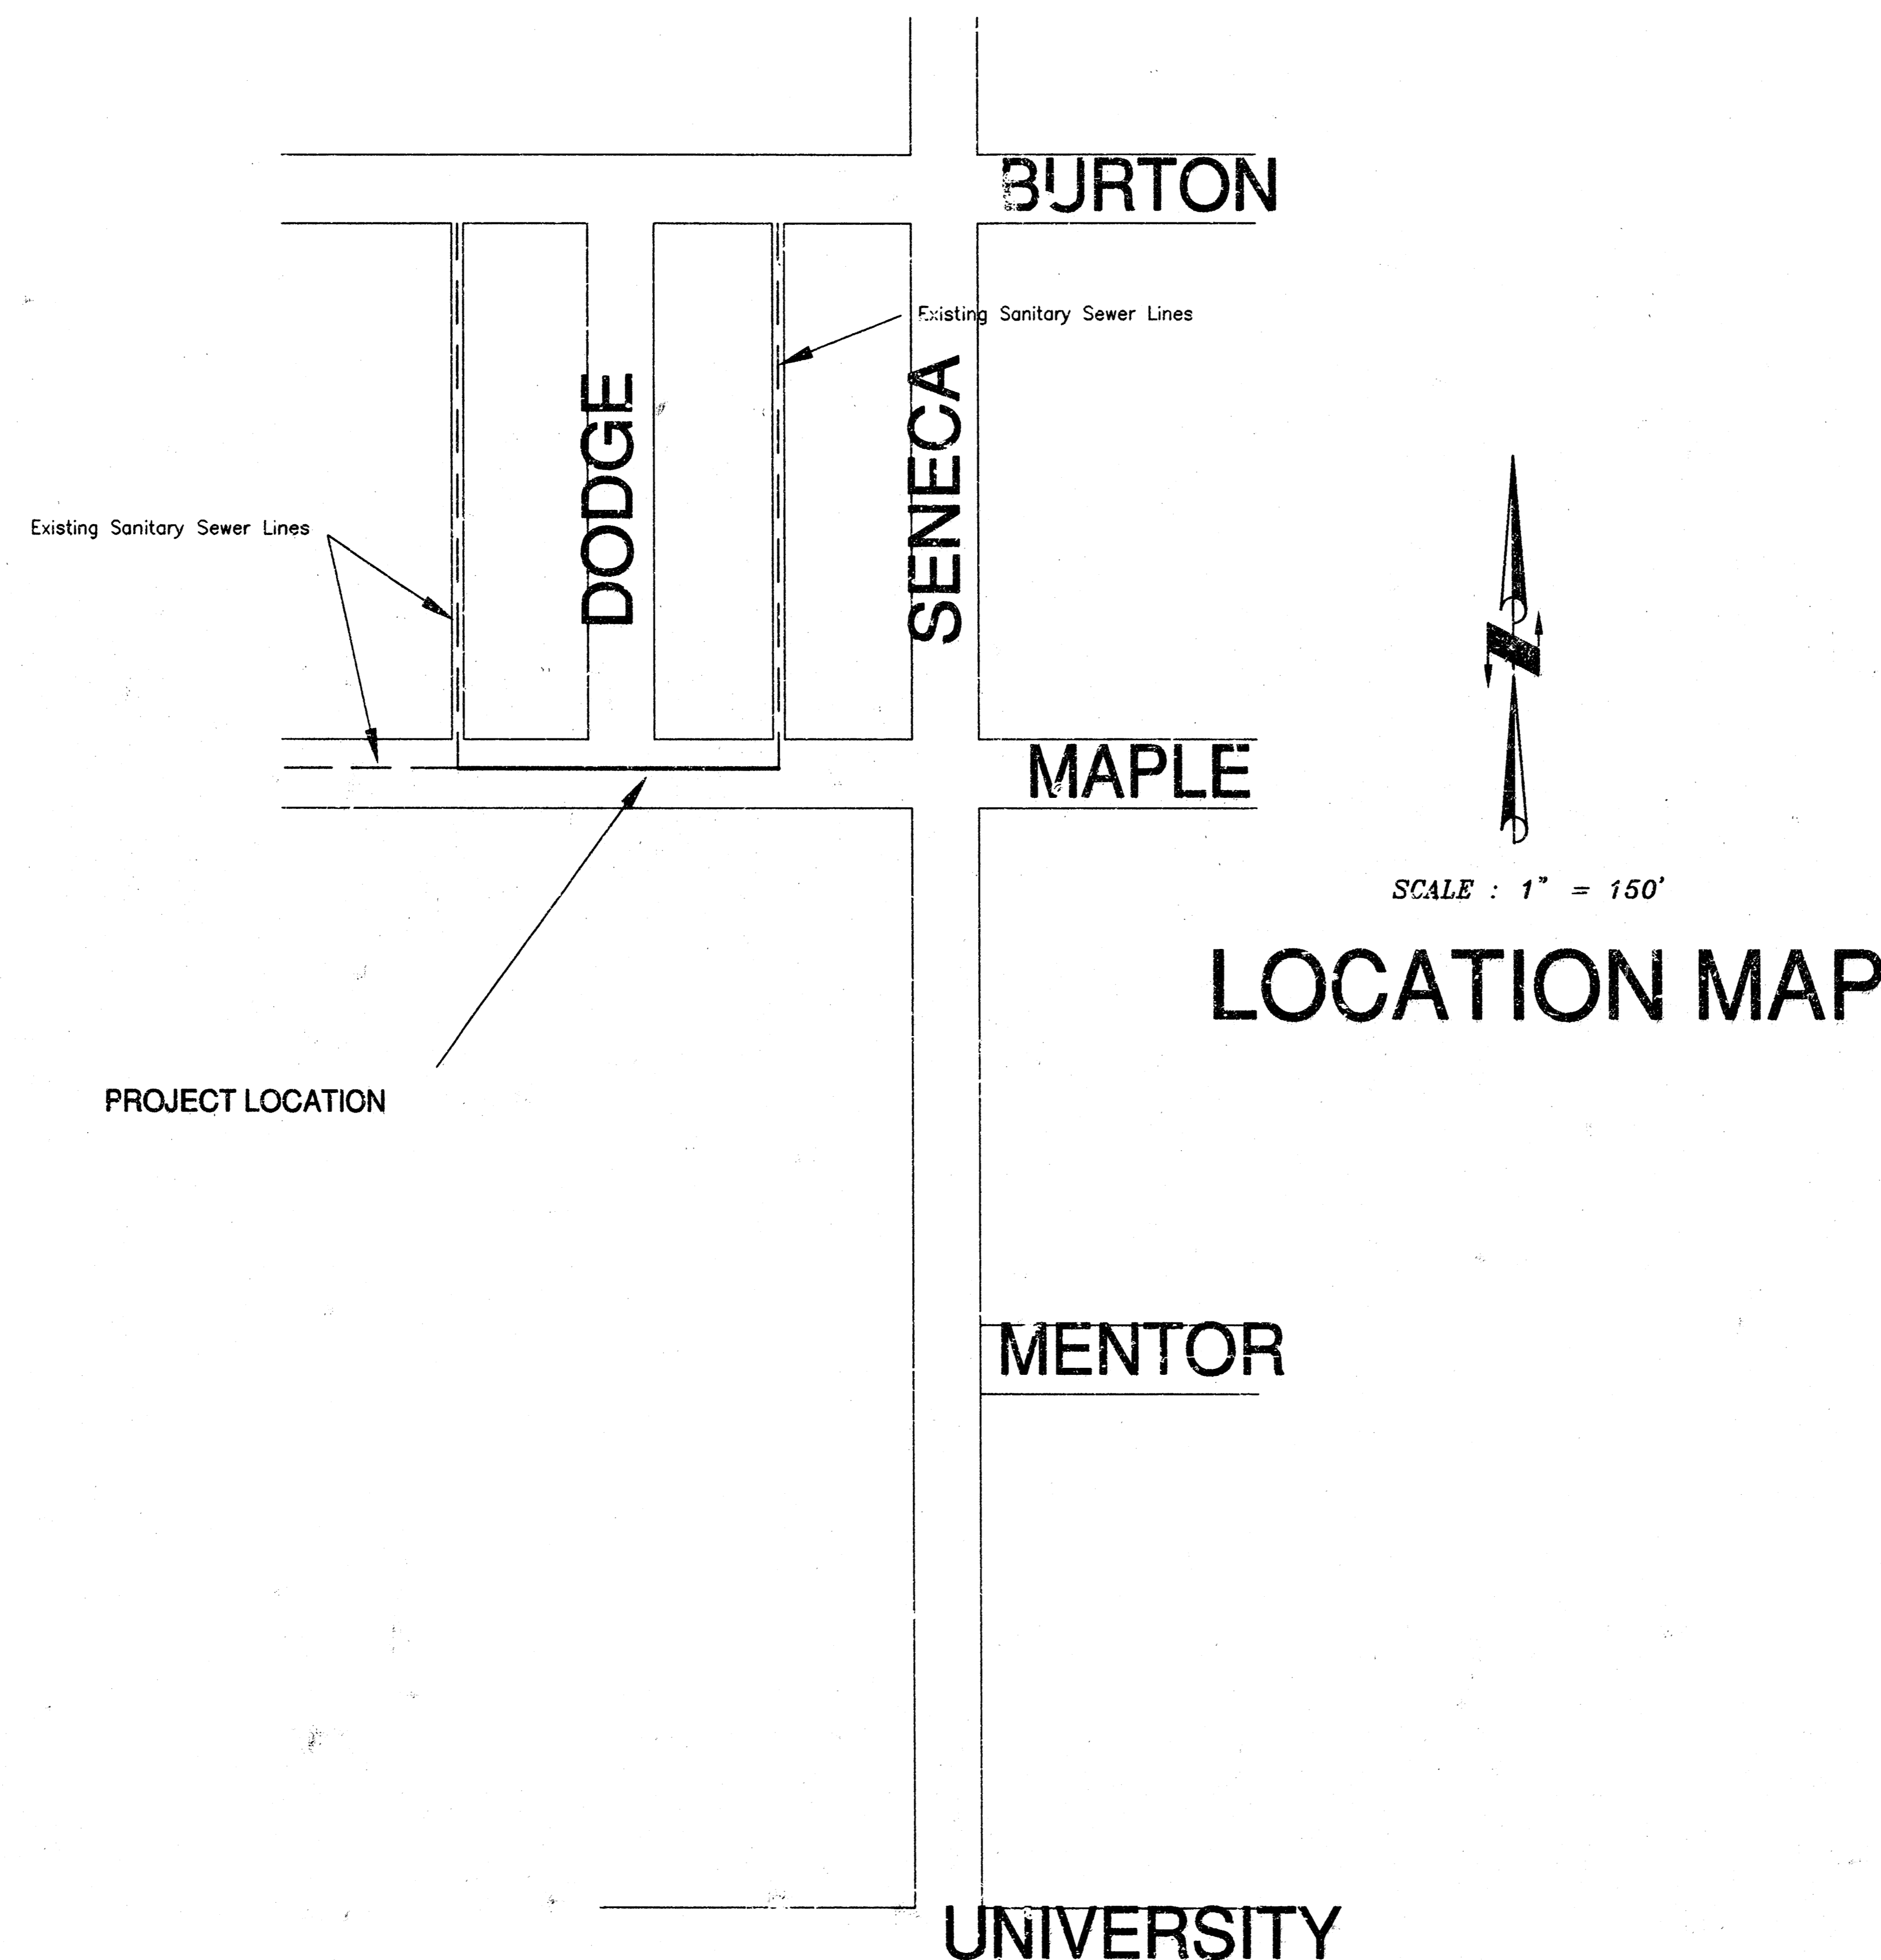 BURTON
Existing Sanitary Sewer Lines
DODGE
SENECA
Existing Sanitary Sewer Lines
MAPLE
SCALE : 1" = 150'
LOCATION MAP
PROJECT LOCATION
MENTOR
UNIVERSITY